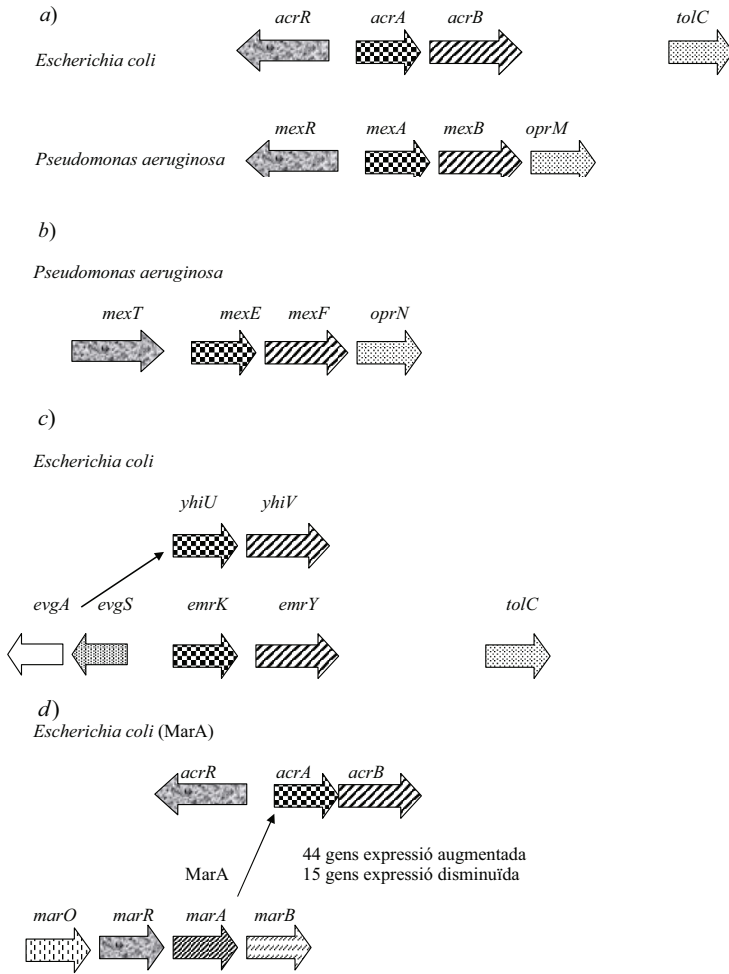 a)
acrR acrA acrB tolC
Escherichia coli
mexR mexA mexB oprM
Pseudomonas aeruginosa
b)
Pseudomonas aeruginosa
mexT mexE mexF oprN
c)
Escherichia coli
yhiU yhiV
evgA evgS emrK emrY tolC
d)
Escherichia coli (MarA)
acrR acrA acrB
44 gens expressió augmentada
MarA 15 gens expressió disminuïda
marO marR marA marB